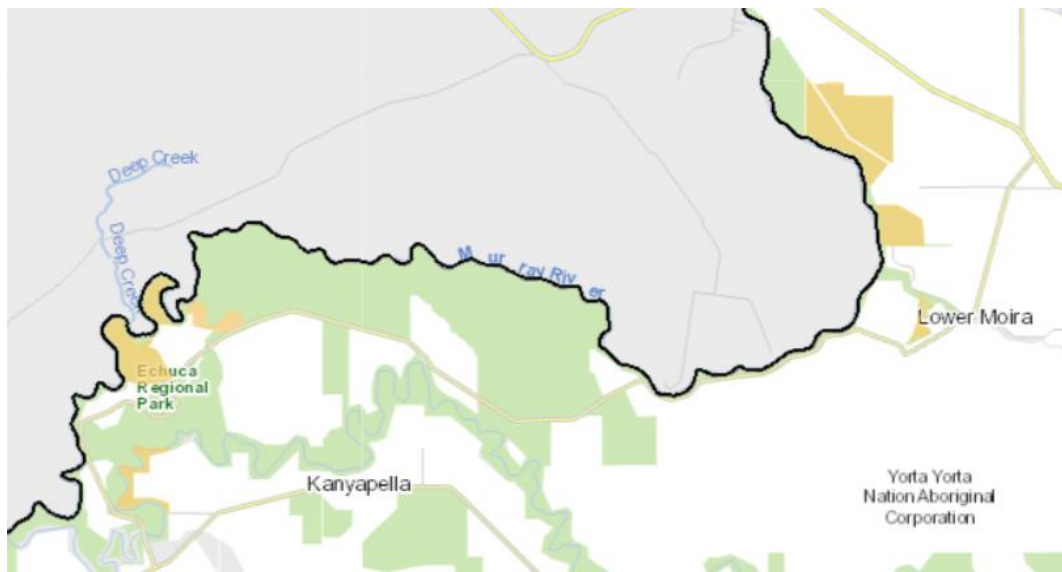 Deep Creek
Deep Creek
Murray River
Lower Moira
Echuca
Regional
Park
Kanyapella
Yorta Yorta
Nation Aboriginal
Corporation